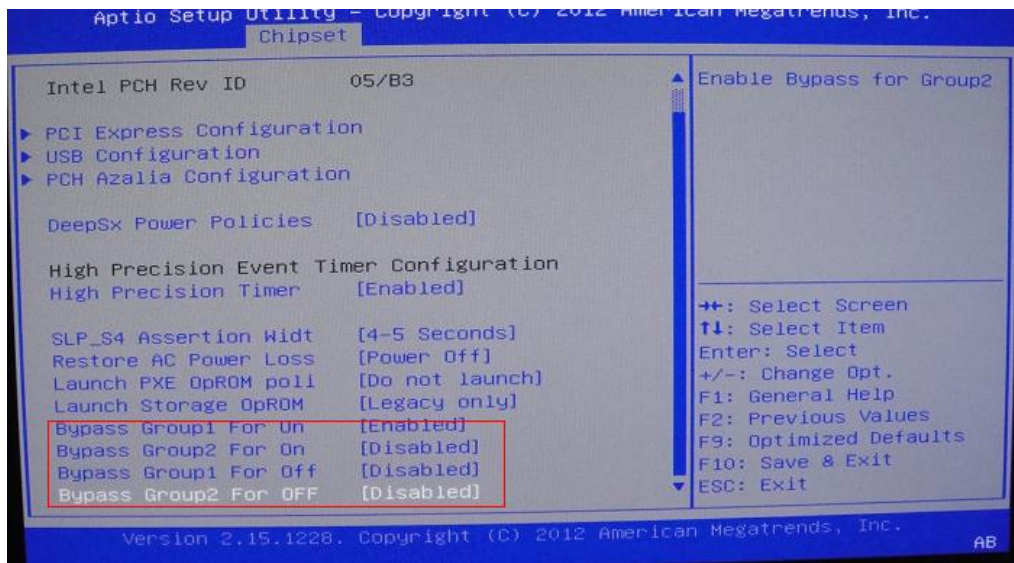 Aptio Setup Utility – Copyright (C) 2012 American Megatrends, Inc.
Chipset
Intel PCH Rev ID 05/B3
PCI Express Configuration
USB Configuration
PCH Azalia Configuration
DeepSx Power Policies [Disabled]
High Precision Event Timer Configuration
High Precision Timer [Enabled]
SLP_S4 Assertion Widt [4-5 Seconds]
Restore AC Power Loss [Power Off]
Launch PXE OpROM poli [Do not launch]
Launch Storage OpROM [Legacy only]
Bypass Group1 For On [Enabled]
Bypass Group2 For On [Disabled]
Bypass Group1 For Off [Disabled]
Bypass Group2 For OFF [Disabled]
Enable Bypass for Group2
→←: Select Screen
↑↓: Select Item
Enter: Select
+/-: Change Opt.
F1: General Help
F2: Previous Values
F9: Optimized Defaults
F10: Save & Exit
ESC: Exit
Version 2.15.1228. Copyright (C) 2012 American Megatrends, Inc.
AB